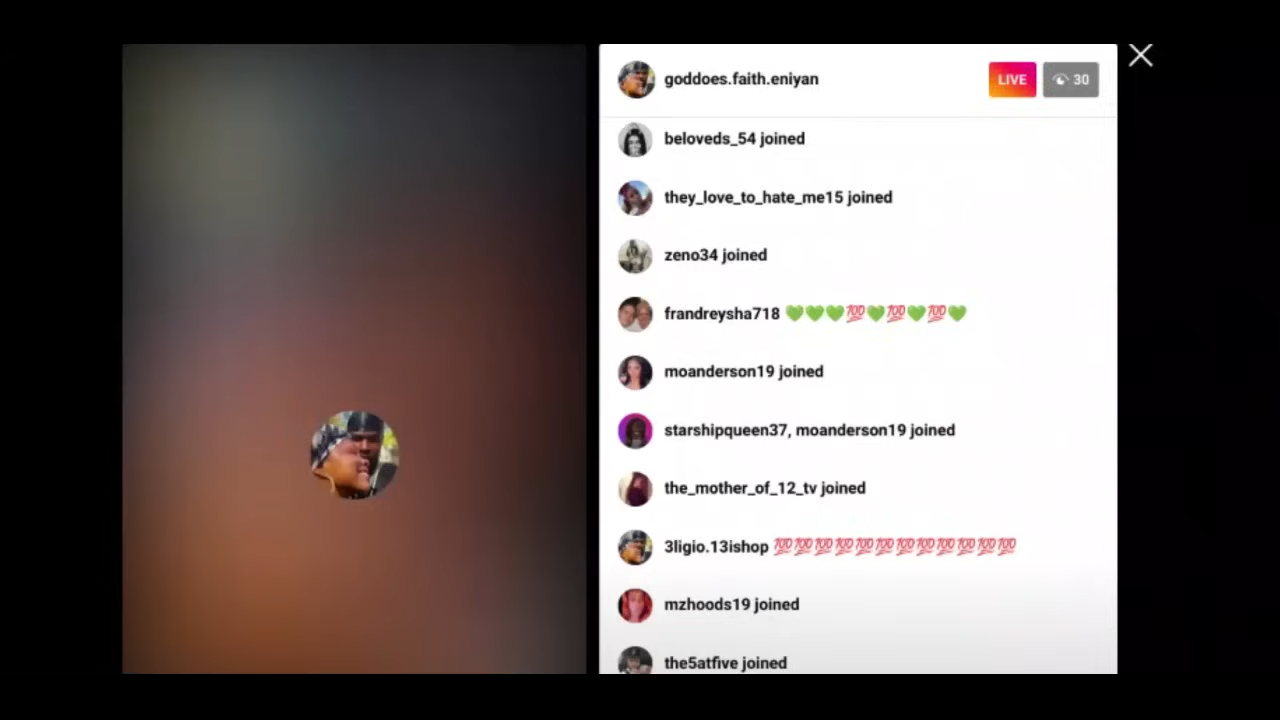 goddoes.faith.eniyan LIVE 30
beloveds_54 joined
they_love_to_hate_me15 joined
zeno34 joined
frandreysha718 💚💚💚💯💚💯💚💯💚
moanderson19 joined
starshipqueen37, moanderson19 joined
the_mother_of_12_tv joined
3ligio.13ishop 💯💯💯💯💯💯💯💯💯💯💯💯
mzhoods19 joined
the5atfive joined